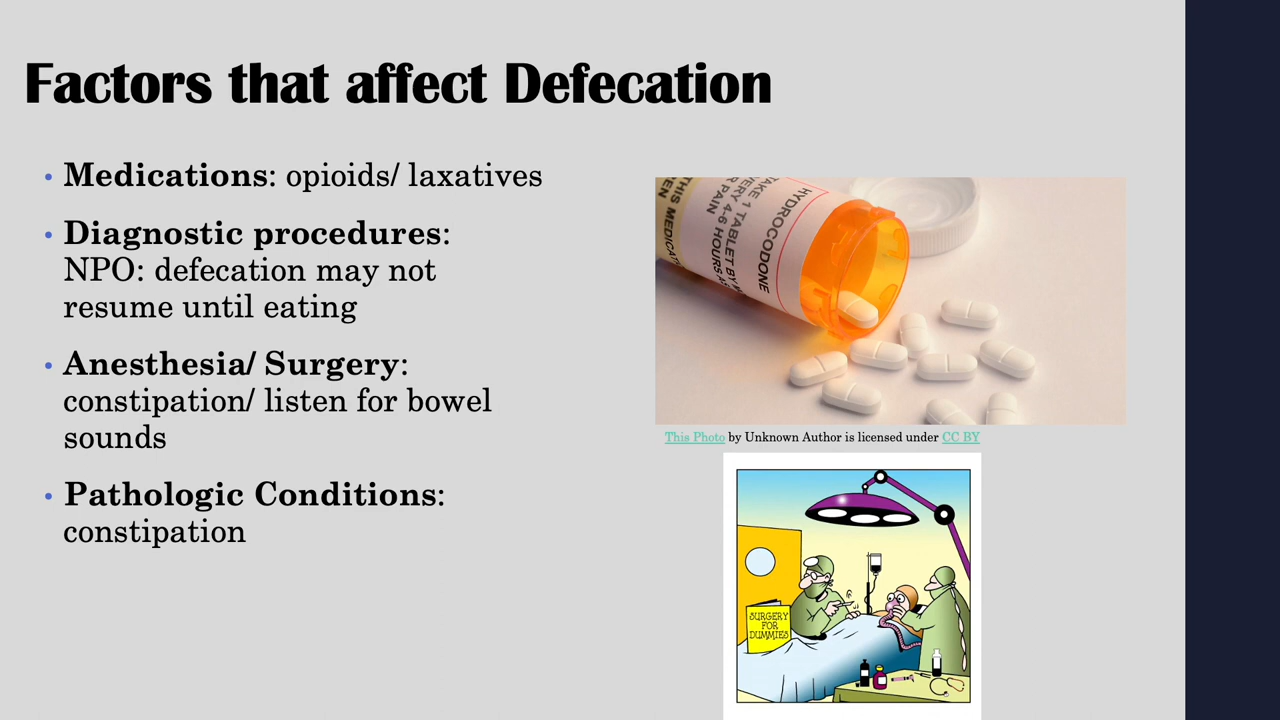 Factors that affect Defecation
• Medications: opioids/ laxatives
• Diagnostic procedures:
NPO: defecation may not
resume until eating
• Anesthesia/ Surgery:
constipation/ listen for bowel
sounds
• Pathologic Conditions:
constipation
HYDROCODONE
TAKE 1 TABLET BY
VERY 4-6 HOURS
PAIN
THIS MEDICAT
EN
This Photo by Unknown Author is licensed under CC BY
SURGERY
FOR
DUMMIES